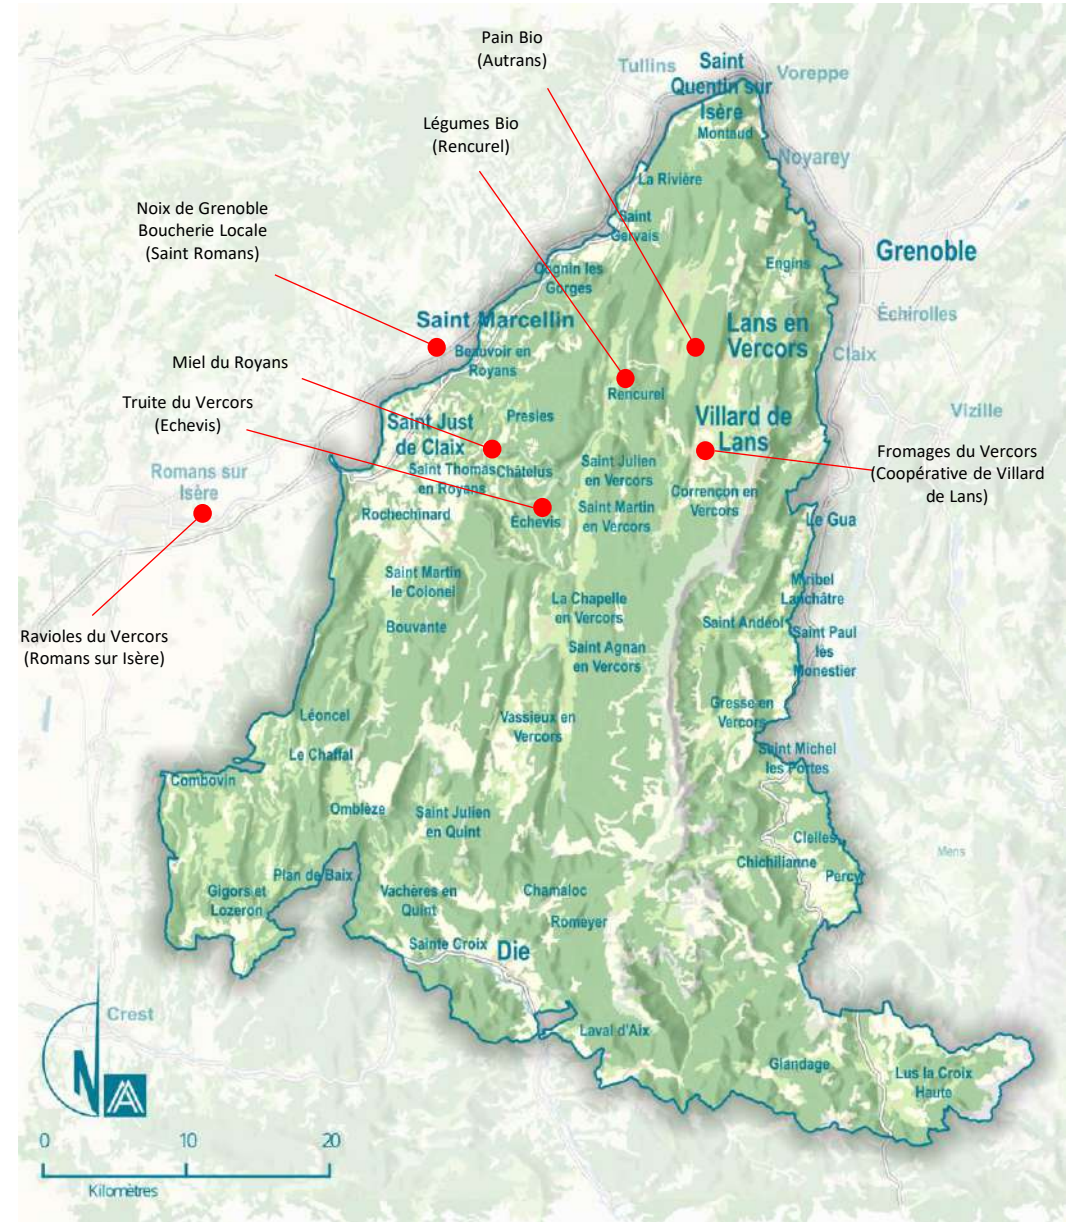 Pain Bio
(Autrans)
Tullins
Saint
Quentin sur
Isère
Voreppe
Montaud
Légumes Bio
(Rencurel)
Noyarey
La Rivière
Noix de Grenoble
Boucherie Locale
(Saint Romans)
Saint
Gervais
Grenoble
Engins
Cognin les
Gorges
Échirolles
Saint Marcellin
Lans en
Vercors
Claix
Beauvoir en
Royans
Miel du Royans
Rencurel
Truite du Vercors
(Echevis)
Presles
Villard de
Lans
Vizille
Saint Just
de Claix
Fromages du Vercors
(Coopérative de Villard
de Lans)
Romans sur
Isère
Saint Thomas
en Royans
Châtelus
Saint Julien
en Vercors
Corrençon en
Vercors
Rochechinard
Échevis
Saint Martin
en Vercors
Le Gua
Saint Martin
le Colonel
Miribel
Lanchâtre
La Chapelle
en Vercors
Bouvante
Saint Andéol
Saint Paul
les
Monestier
Ravioles du Vercors
(Romans sur Isère)
Saint Agnan
en Vercors
Gresse en
Vercors
Léoncel
Vassieux en
Vercors
Le Chaffal
Saint Michel
les Portes
Combovin
Omblèze
Saint Julien
en Quint
Clelles
Mens
Chichilianne
Percy
Plan de Baix
Gigors et
Lozeron
Vachères en
Quint
Chamaloc
Romeyer
Sainte Croix
Die
Crest
Laval d'Aix
Glandage
Lus la Croix
Haute
N
0 10 20
Kilomètres